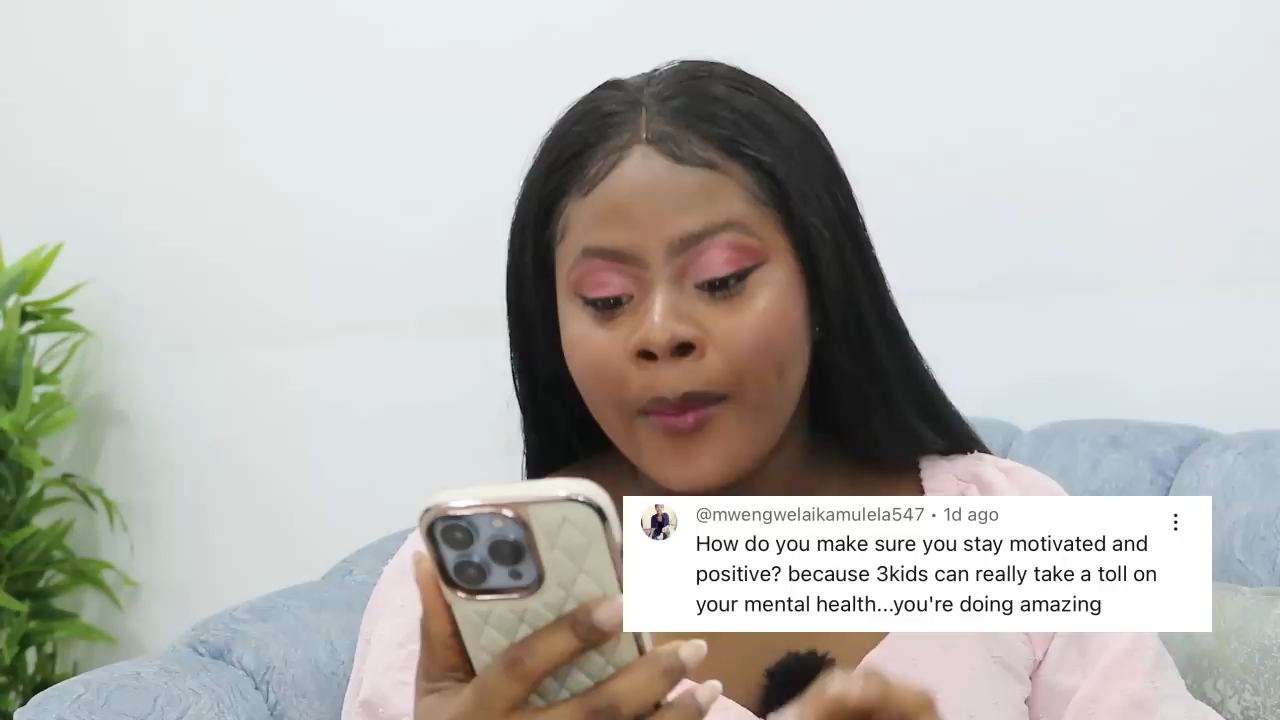 @mwengwelaikamulela547 • 1d ago
How do you make sure you stay motivated and
positive? because 3kids can really take a toll on
your mental health...you're doing amazing